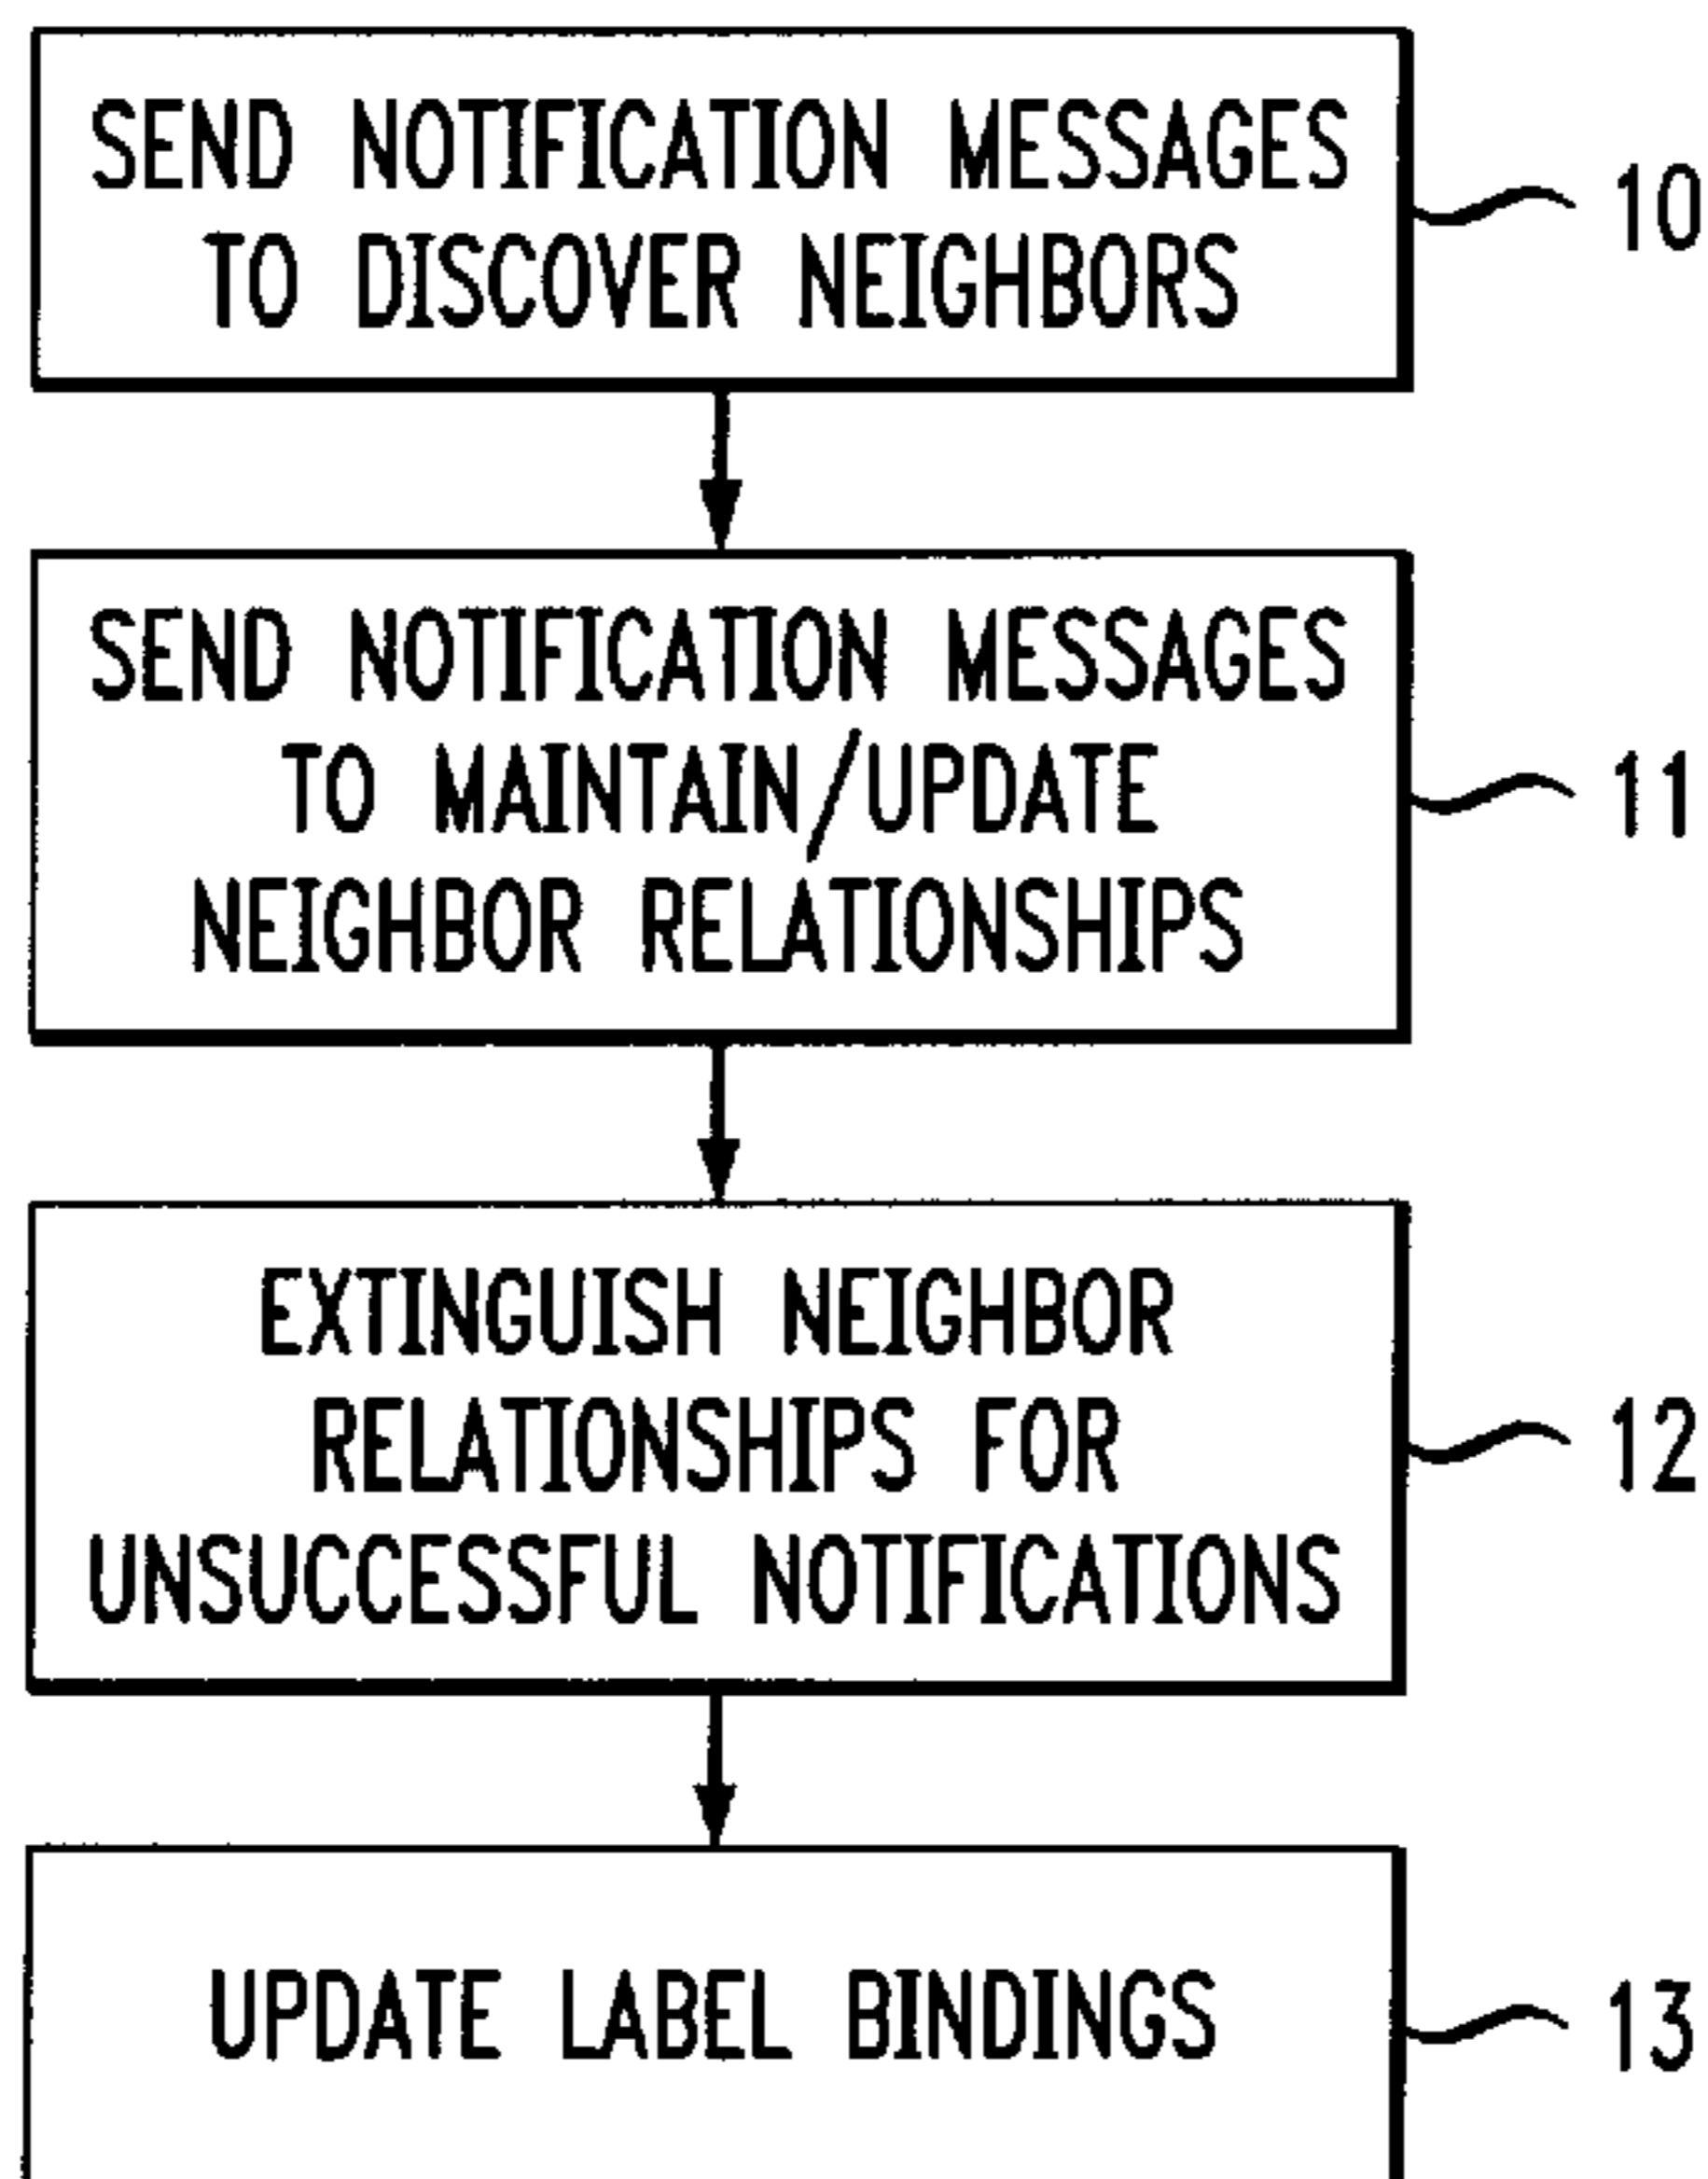 SEND NOTIFICATION MESSAGES
TO DISCOVER NEIGHBORS
10
SEND NOTIFICATION MESSAGES
TO MAINTAIN/UPDATE
NEIGHBOR RELATIONSHIPS
11
EXTINGUISH NEIGHBOR
RELATIONSHIPS FOR
UNSUCCESSFUL NOTIFICATIONS
12
UPDATE LABEL BINDINGS
13